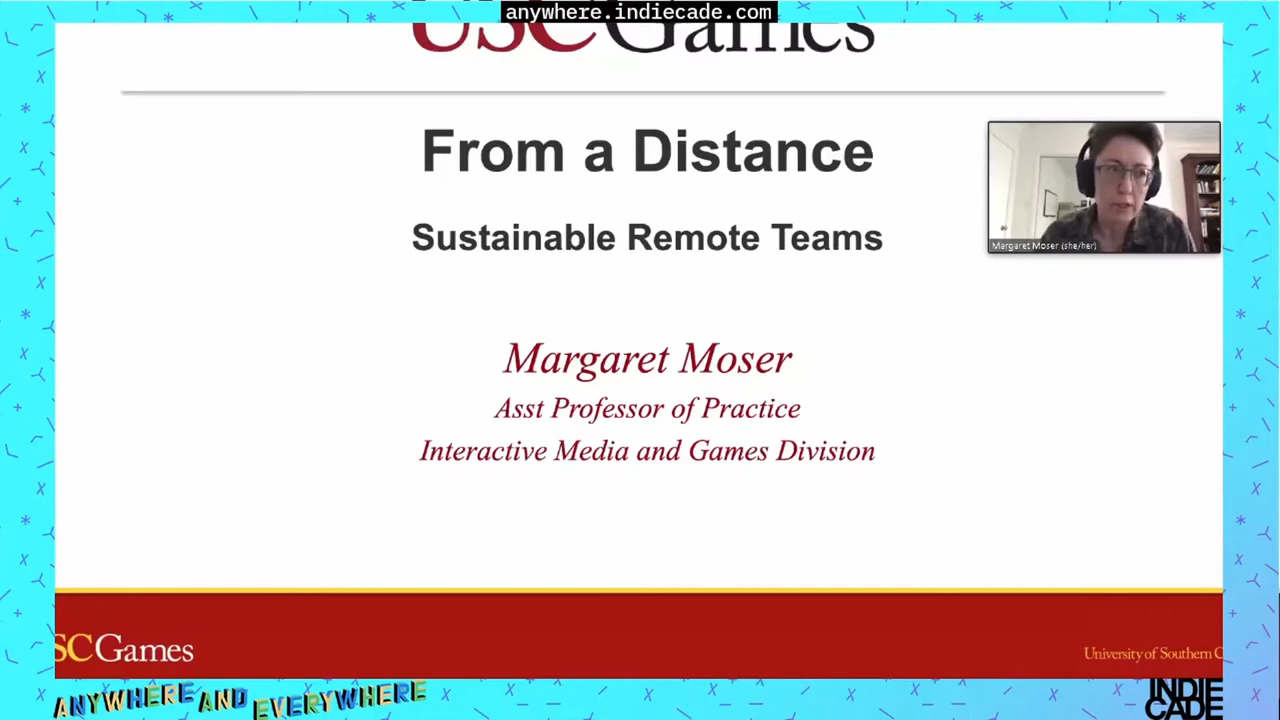 anywhere.indiecade.com
USCGames
From a Distance
Sustainable Remote Teams
Margaret Moser (she/her)
Margaret Moser
Asst Professor of Practice
Interactive Media and Games Division
SCGames
University of Southern C
ANYWHERE AND EVERYWHERE
INDIE
CADE